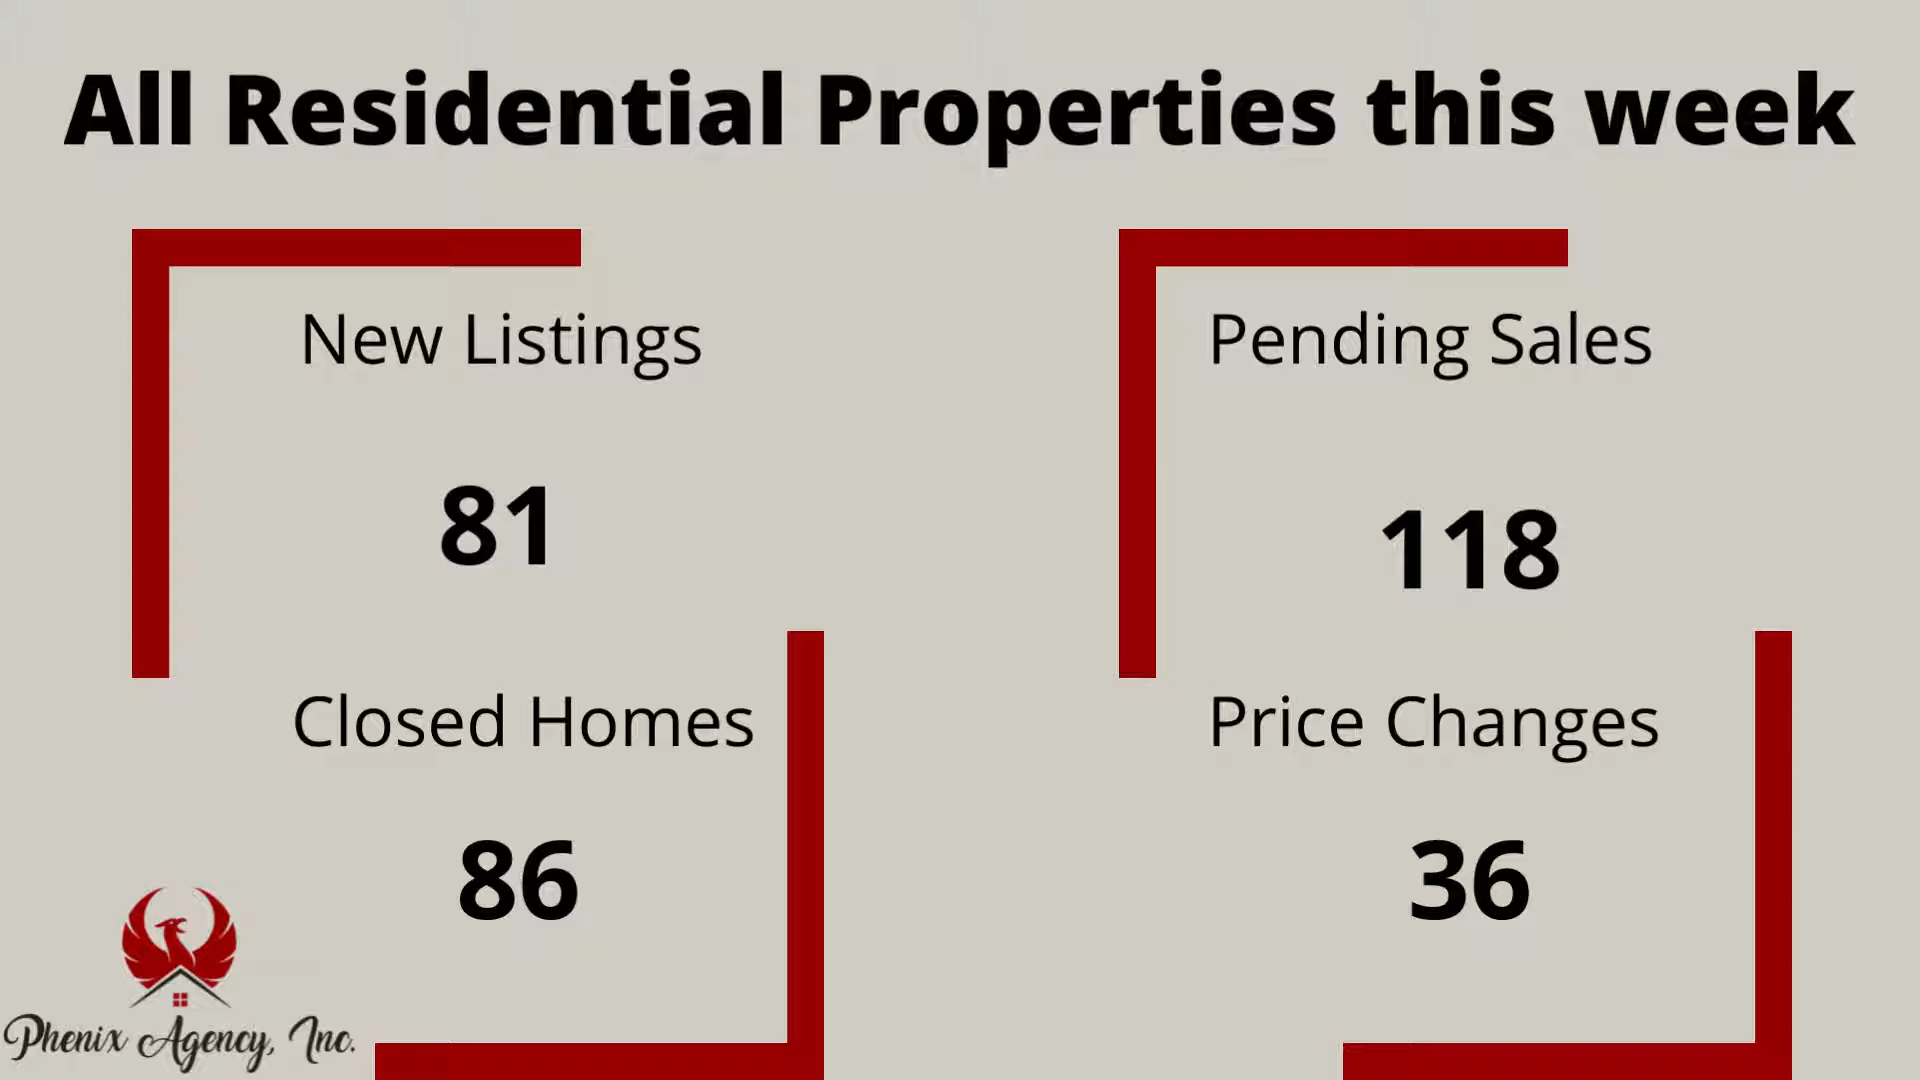 All Residential Properties this week
New Listings
81
Pending Sales
118
Closed Homes
86
Price Changes
36
Phenix Agency, Inc.